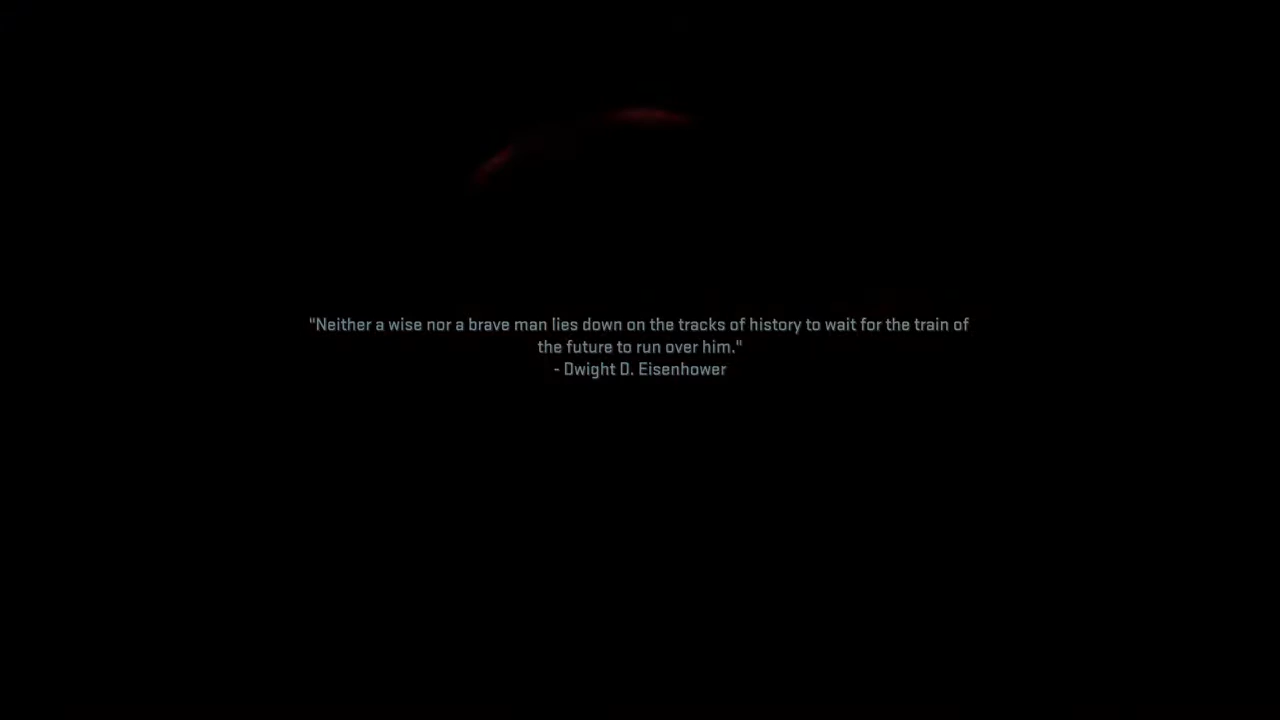 "Neither a wise nor a brave man lies down on the tracks of history to wait for the train of
the future to run over him."
- Dwight D. Eisenhower